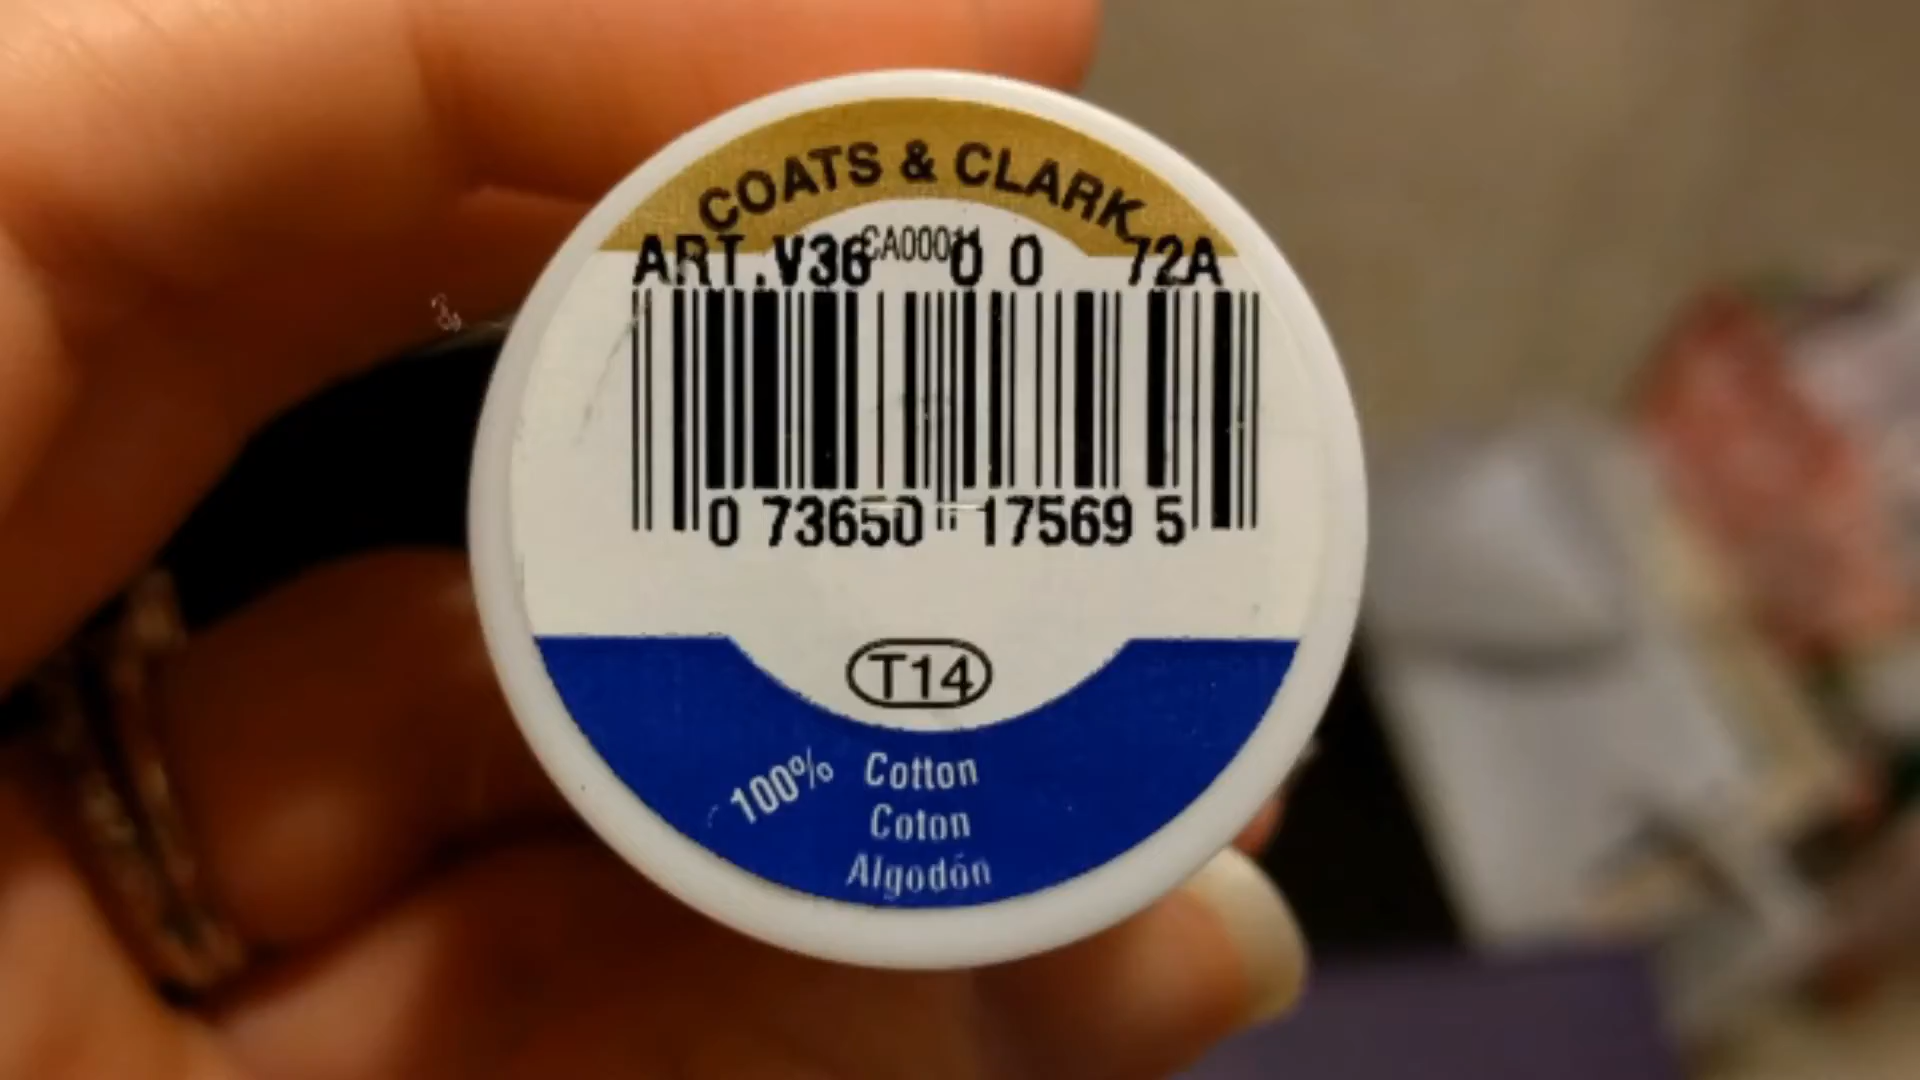 COATS & CLARK
CA00011
ART.V36 0 0 72A
0 73650 17569 5
T14
100% Cotton
Coton
Algodón